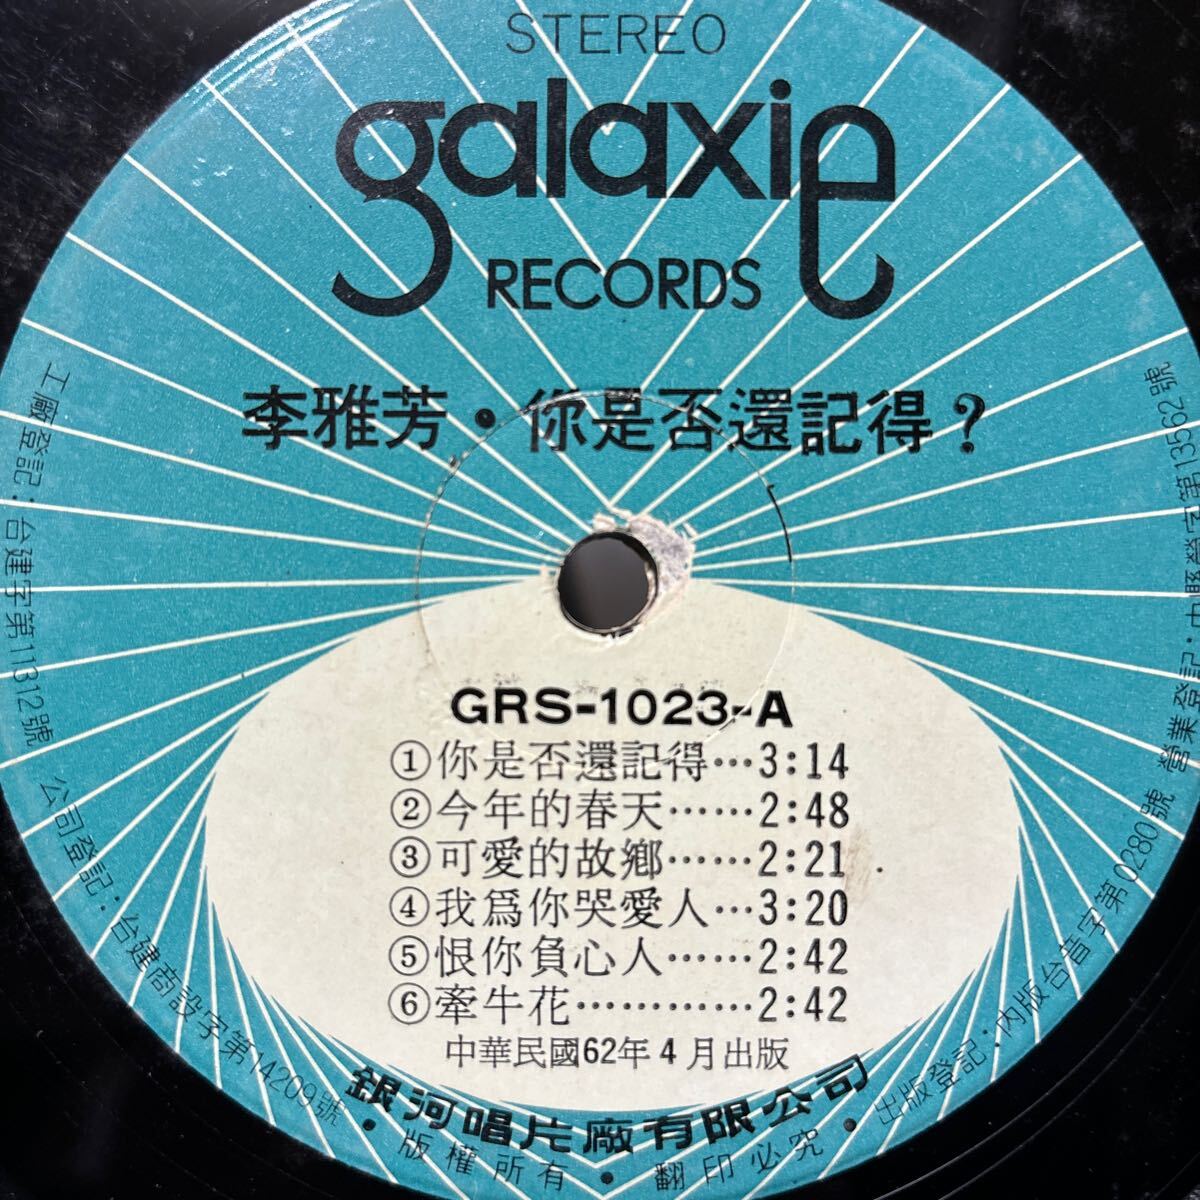 STEREO
galaxie
RECORDS
李雅芳・你是否還記得?
GRS-1023-A
①你是否還記得…3:14
②今年的春天……2:48
③可愛的故鄉……2:21
④我爲你哭愛人…3:20
⑤恨你負心人……2:42
⑥牽牛花…………2:42
中華民國62年4月出版
銀河唱片廠有限公司
工廠登記:台建字第11312號
公司登記:台建商設字第14209號・版權所有・翻印必究・出版登記:內版台音字第0280號
營業登記:中縣營字第13562號